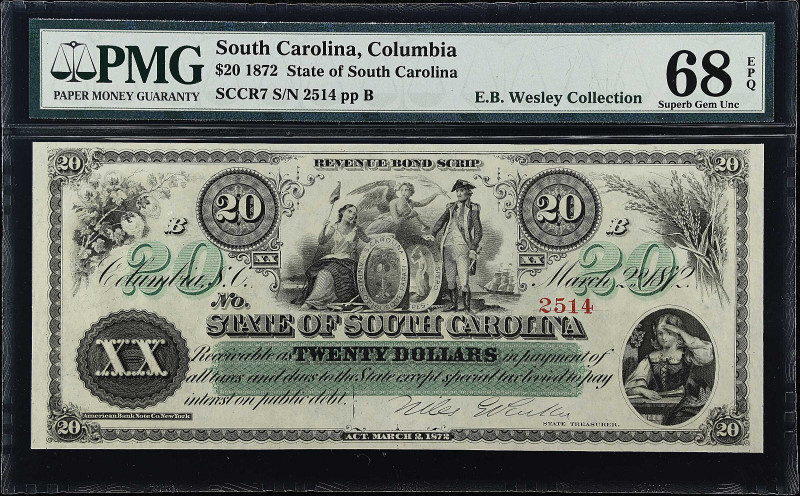 PMG
PAPER MONEY GUARANTY
South Carolina, Columbia
$20 1872 State of South Carolina
SCCR7 S/N 2514 pp B
E.B. Wesley Collection
68 EPQ
Superb Gem Unc
20 REVENUE BOND SCRIP. 20
20 20
B B
XX XX
20 20
Columbia, S.C. March 2, 1872.
No. 2514
STATE OF SOUTH CAROLINA
XX
Receivable as TWENTY DOLLARS in payment of
all taxes and dues to the State except special tax levied to pay
interest on public debt.
American Bank Note Co. New York
STATE TREASURER.
20 ACT. MARCH 2, 1872 20